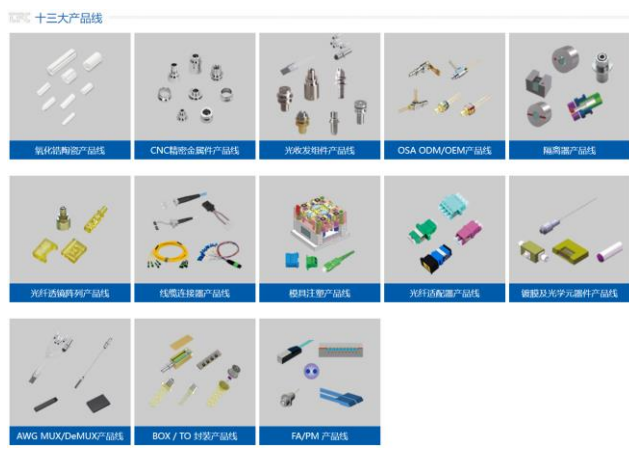 十三大产品线
氧化锆陶瓷产品线
CNC精密金属件产品线
光收发组件产品线
OSA ODM/OEM产品线
隔离器产品线
光纤透镜阵列产品线
线缆连接器产品线
模具注塑产品线
光纤适配器产品线
镀膜及光学元器件产品线
AWG MUX/DeMUX产品线
BOX / TO 封装产品线
FA/PM 产品线